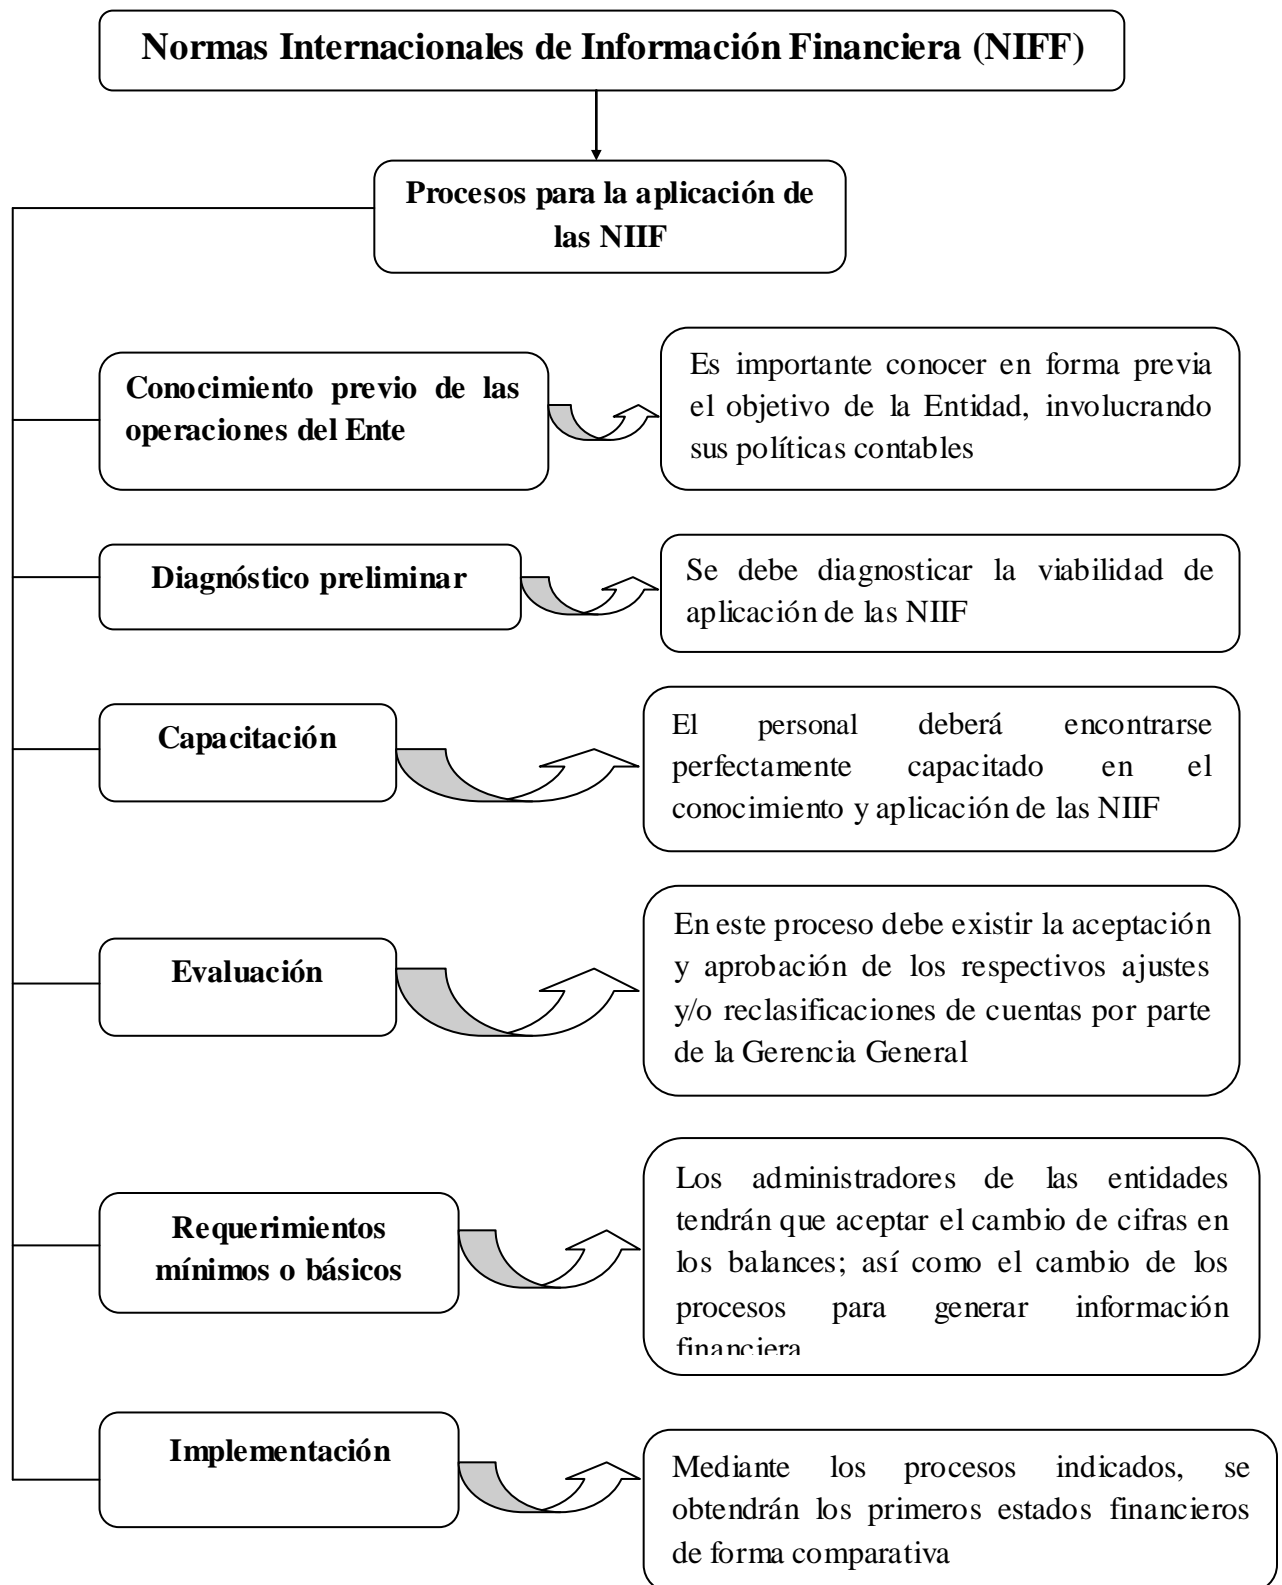 Normas Internacionales de Información Financiera (NIFF)
Procesos para la aplicación de
las NIIF
Conocimiento previo de las
operaciones del Ente
Es importante conocer en forma previa
el objetivo de la Entidad, involucrando
sus políticas contables
Diagnóstico preliminar
Se debe diagnosticar la viabilidad de
aplicación de las NIIF
Capacitación
El personal deberá encontrarse
perfectamente capacitado en el
conocimiento y aplicación de las NIIF
Evaluación
En este proceso debe existir la aceptación
y aprobación de los respectivos ajustes
y/o reclasificaciones de cuentas por parte
de la Gerencia General
Requerimientos
mínimos o básicos
Los administradores de las entidades
tendrán que aceptar el cambio de cifras en
los balances; así como el cambio de los
procesos para generar información
financiera
Implementación
Mediante los procesos indicados, se
obtendrán los primeros estados financieros
de forma comparativa